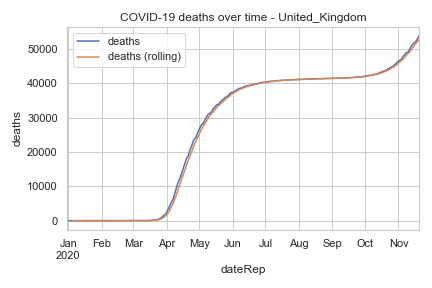 COVID-19 deaths over time - United_Kingdom
deaths
deaths (rolling)
deaths
50000
40000
30000
20000
10000
0
Jan Feb Mar Apr May Jun Jul Aug Sep Oct Nov
2020
dateRep